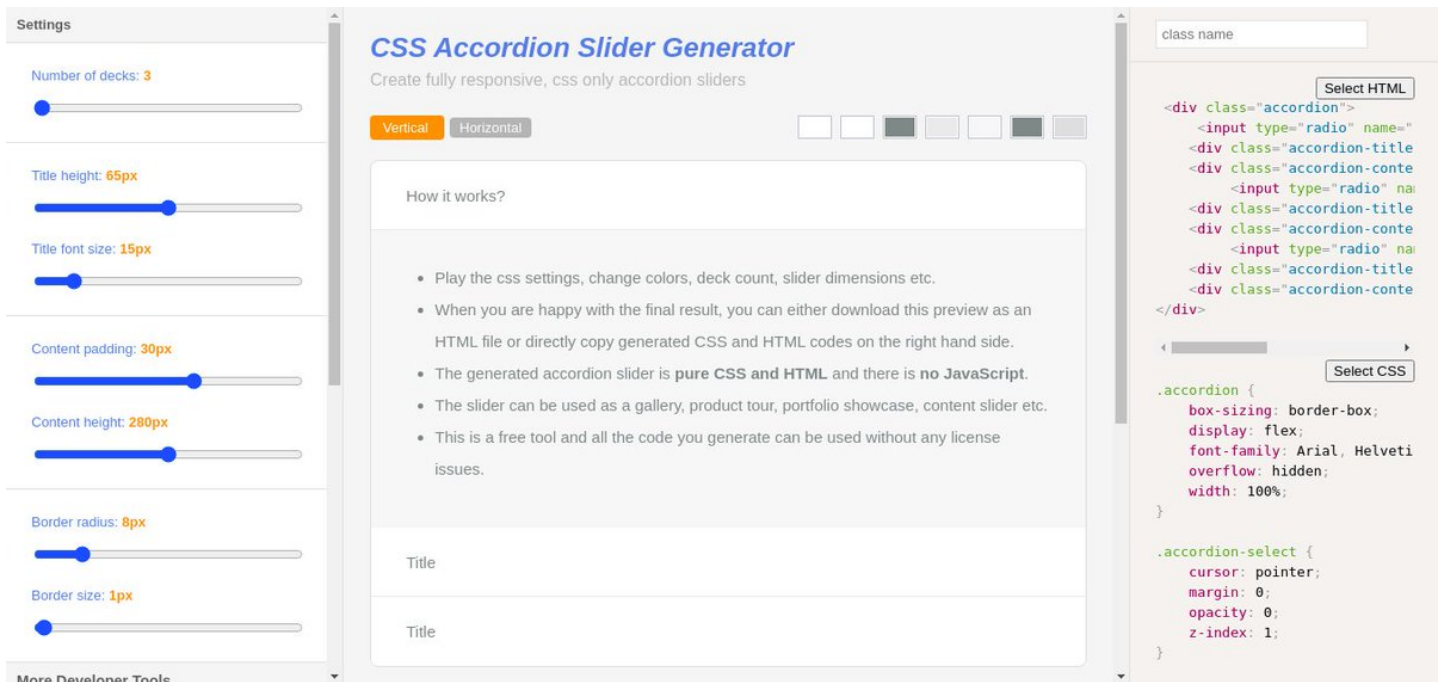 Settings
Number of decks: 3
Title height: 65px
Title font size: 15px
Content padding: 30px
Content height: 280px
Border radius: 8px
Border size: 1px
More Developer Tools
CSS Accordion Slider Generator
Create fully responsive, css only accordion sliders
Vertical
Horizontal
How it works?
• Play the css settings, change colors, deck count, slider dimensions etc.
• When you are happy with the final result, you can either download this preview as an
HTML file or directly copy generated CSS and HTML codes on the right hand side.
• The generated accordion slider is pure CSS and HTML and there is no JavaScript.
• The slider can be used as a gallery, product tour, portfolio showcase, content slider etc.
• This is a free tool and all the code you generate can be used without any license
issues.
Title
Title
class name
Select HTML
<div class="accordion">
<input type="radio" name="
<div class="accordion-title
<div class="accordion-conte
<input type="radio" na
<div class="accordion-title
<div class="accordion-conte
<input type="radio" na
<div class="accordion-title
<div class="accordion-conte
</div>
Select CSS
.accordion {
box-sizing: border-box;
display: flex;
font-family: Arial, Helveti
overflow: hidden;
width: 100%;
}
.accordion-select {
cursor: pointer;
margin: 0;
opacity: 0;
z-index: 1;
}